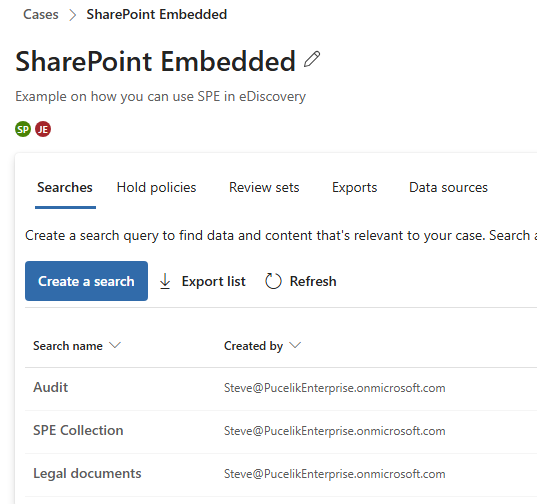 Cases > SharePoint Embedded
SharePoint Embedded
Example on how you can use SPE in eDiscovery
SP JE
Searches Hold policies Review sets Exports Data sources
Create a search query to find data and content that's relevant to your case. Search a
Create a search Export list Refresh
Search name Created by
Audit Steve@PucelikEnterprise.onmicrosoft.com
SPE Collection Steve@PucelikEnterprise.onmicrosoft.com
Legal documents Steve@PucelikEnterprise.onmicrosoft.com